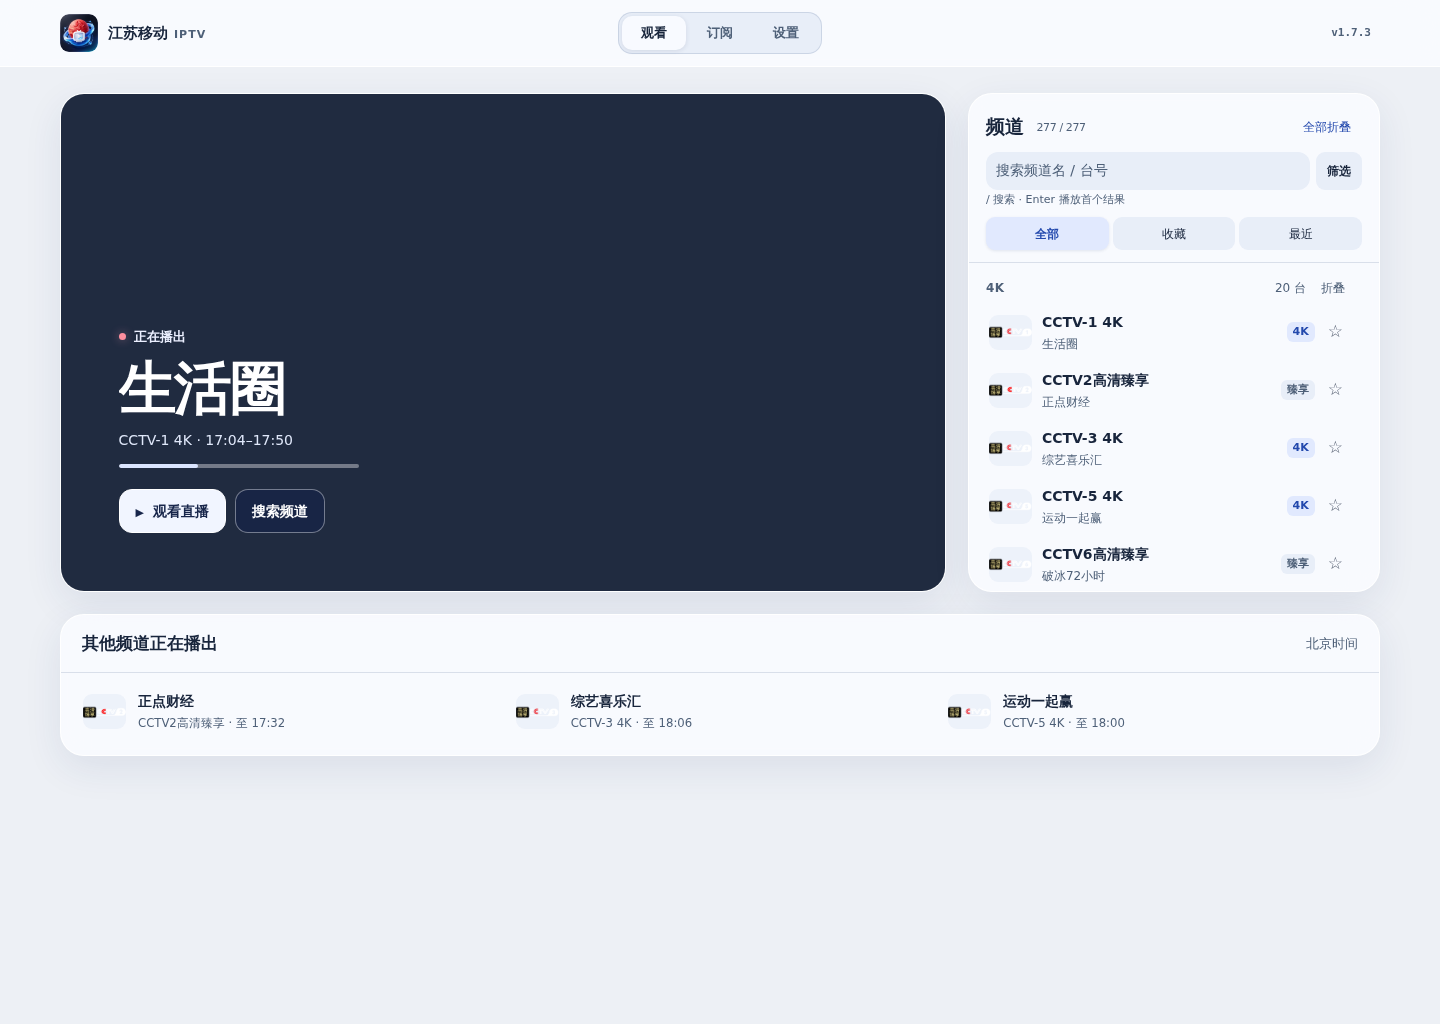 江苏移动 IPTV
观看 订阅 设置
v1.7.3
正在播出
生活圈
CCTV-1 4K · 17:04–17:50
▶ 观看直播 搜索频道
频道 277 / 277 全部折叠
搜索频道名 / 台号 筛选
/ 搜索 · Enter 播放首个结果
全部 收藏 最近
4K 20 台 折叠
CCTV-1 4K 4K ☆
生活圈
CCTV2高清臻享 臻享 ☆
正点财经
CCTV-3 4K 4K ☆
综艺喜乐汇
CCTV-5 4K 4K ☆
运动一起赢
CCTV6高清臻享 臻享 ☆
破冰72小时
其他频道正在播出 北京时间
正点财经
CCTV2高清臻享 · 至 17:32
综艺喜乐汇
CCTV-3 4K · 至 18:06
运动一起赢
CCTV-5 4K · 至 18:00